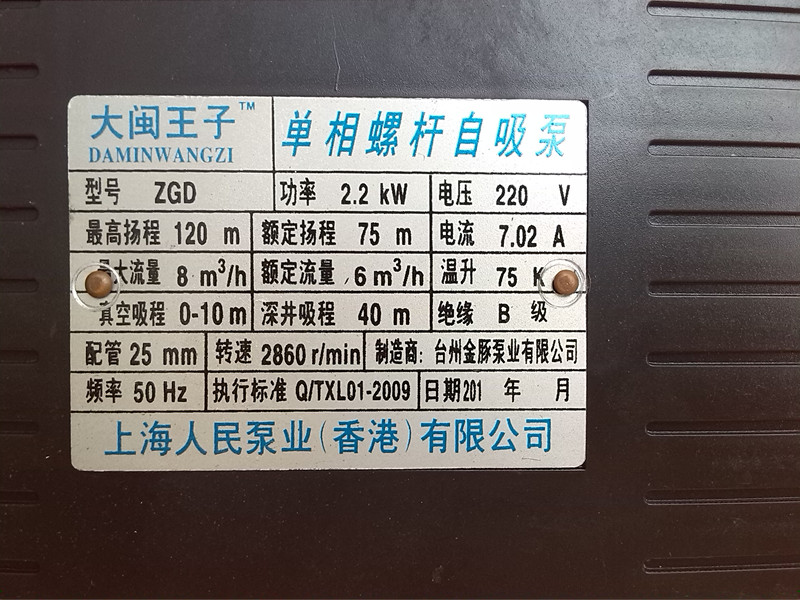 大闽王子™ 单相螺杆自吸泵
DAMINWANGZI
型号 ZGD 功率 2.2 kW 电压 220 V
最高扬程 120 m 额定扬程 75 m 电流 7.02 A
最大流量 8 m³/h 额定流量 6 m³/h 温升 75 K
真空吸程 0-10 m 深井吸程 40 m 绝缘 B 级
配管 25 mm 转速 2860 r/min 制造商：台州金豚泵业有限公司
频率 50 Hz 执行标准 Q/TXL01-2009 日期201 年 月
上海人民泵业（香港）有限公司